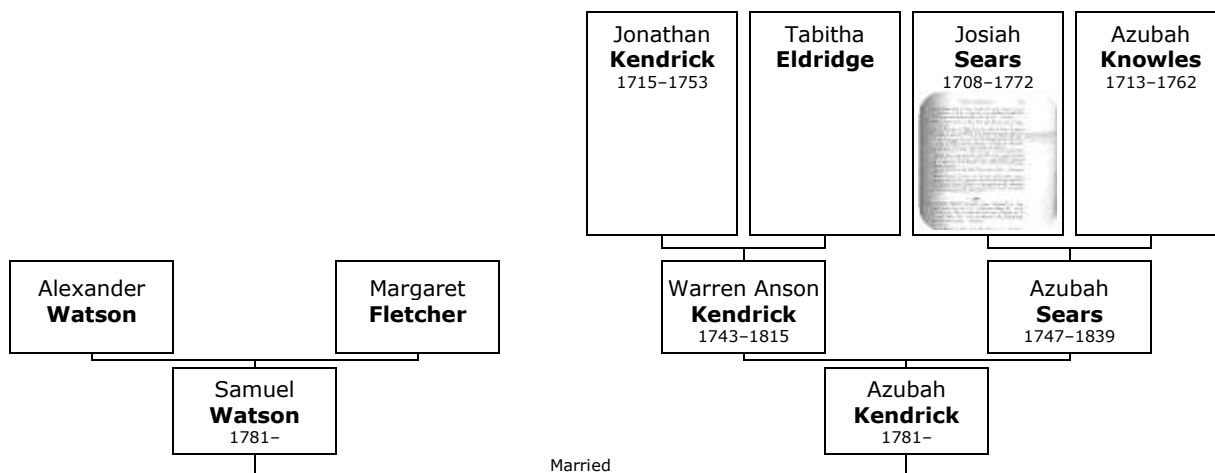 Jonathan
Kendrick
1715–1753
Tabitha
Eldridge
Josiah
Sears
1708–1772
Azubah
Knowles
1713–1762
Alexander
Watson
Margaret
Fletcher
Warren Anson
Kendrick
1743–1815
Azubah
Sears
1747–1839
Samuel
Watson
1781–
Azubah
Kendrick
1781–
Married